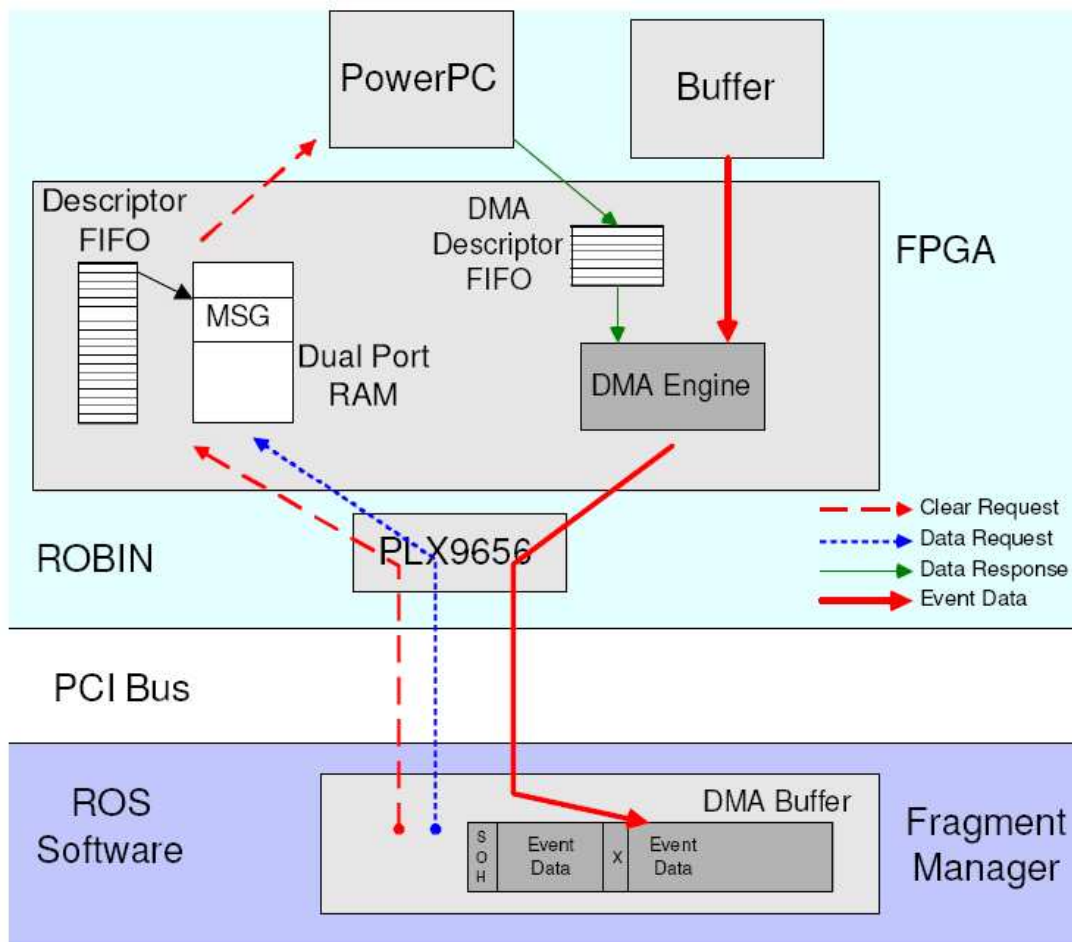 PowerPC
Buffer
Descriptor
FIFO
DMA
Descriptor
FIFO
FPGA
MSG
Dual Port
RAM
DMA Engine
PLX9656
ROBIN
Clear Request
Data Request
Data Response
Event Data
PCI Bus
ROS
Software
DMA Buffer
S
O
H
Event
Data
X
Event
Data
Fragment
Manager